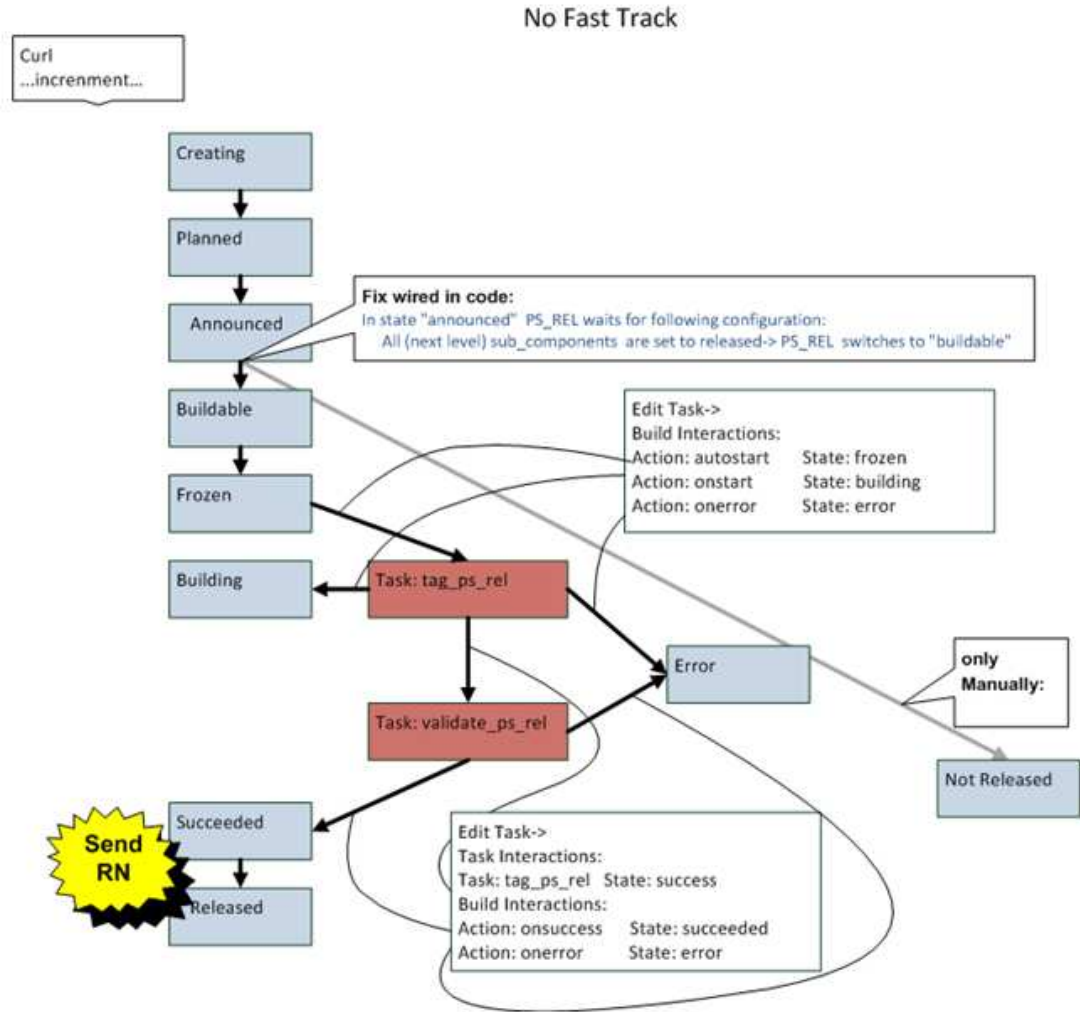 No Fast Track
Curl
...incrенment...
Creating
Planned
Announced
Fix wired in code:
In state "announced" PS_REL waits for following configuration:
All (next level) sub_components are set to released-> PS_REL switches to "buildable"
Buildable
Edit Task->
Build Interactions:
Action: autostart State: frozen
Action: onstart State: building
Action: onerror State: error
Frozen
Building
Task: tag_ps_rel
Error
only
Manually:
Task: validate_ps_rel
Not Released
Succeeded
Send
RN
Released
Edit Task->
Task Interactions:
Task: tag_ps_rel State: success
Build Interactions:
Action: onsuccess State: succeeded
Action: onerror State: error